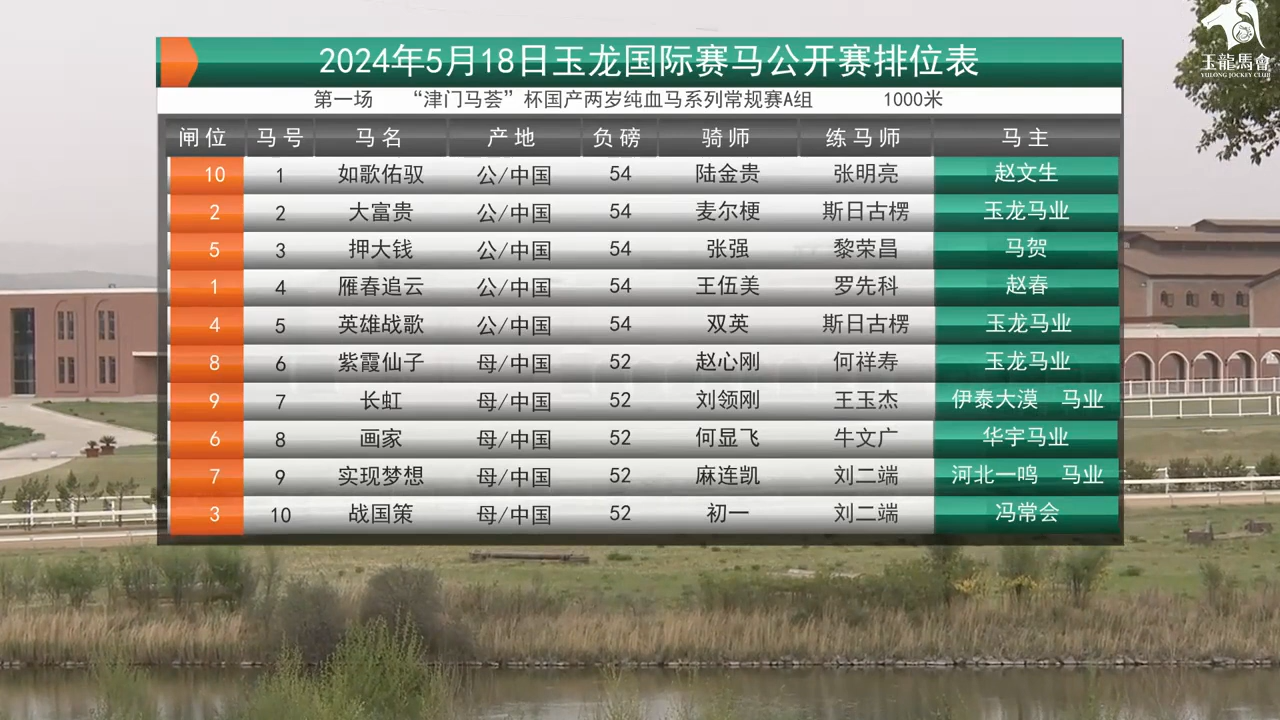 玉龍馬會
YULONG JOCKEY CLUB
2024年5月18日玉龙国际赛马公开赛排位表
第一场 “津门马荟”杯国产两岁纯血马系列常规赛A组 1000米
闸位 马号 马名 产地 负磅 骑师 练马师 马主
10 1 如歌佑驭 公/中国 54 陆金贵 张明亮 赵文生
2 2 大富贵 公/中国 54 麦尔梗 斯日古楞 玉龙马业
5 3 押大钱 公/中国 54 张强 黎荣昌 马贺
1 4 雁春追云 公/中国 54 王伍美 罗先科 赵春
4 5 英雄战歌 公/中国 54 双英 斯日古楞 玉龙马业
8 6 紫霞仙子 母/中国 52 赵心刚 何祥寿 玉龙马业
9 7 长虹 母/中国 52 刘领刚 王玉杰 伊泰大漠 马业
6 8 画家 母/中国 52 何显飞 牛文广 华宇马业
7 9 实现梦想 母/中国 52 麻连凯 刘二端 河北一鸣 马业
3 10 战国策 母/中国 52 初一 刘二端 冯常会